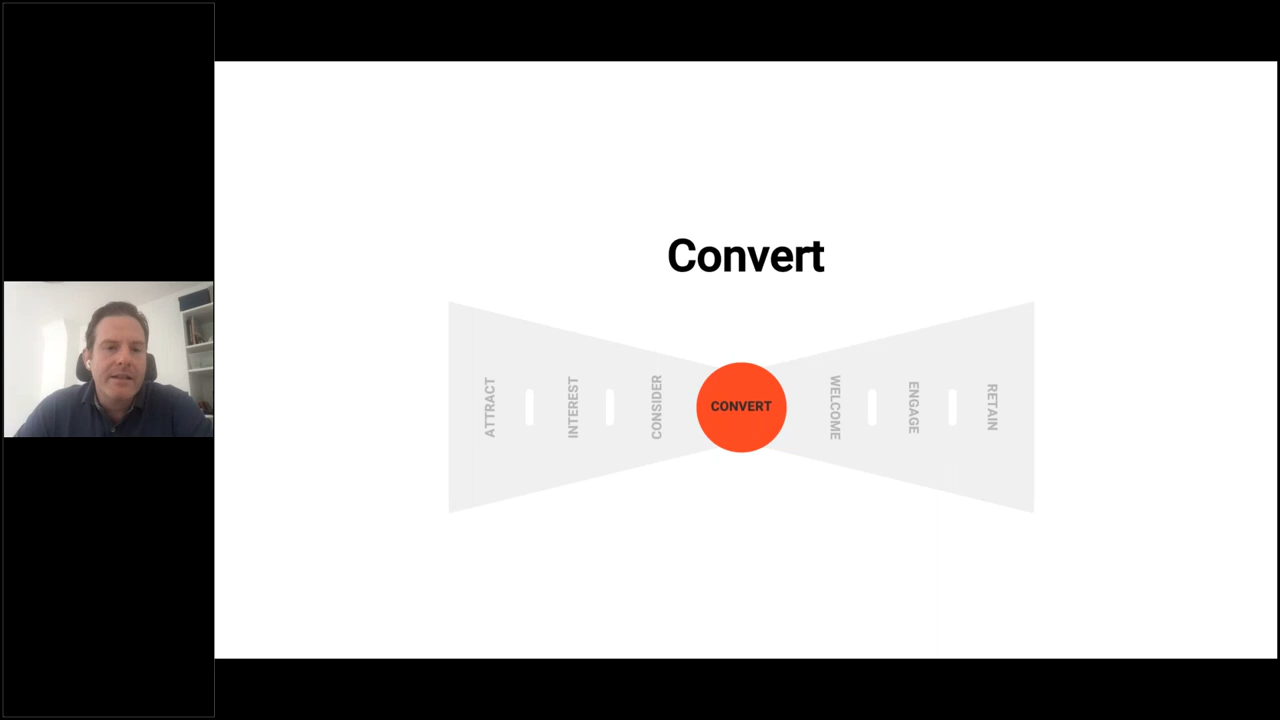 Convert
ATTRACT
INTEREST
CONSIDER
CONVERT
WELCOME
ENGAGE
RETAIN